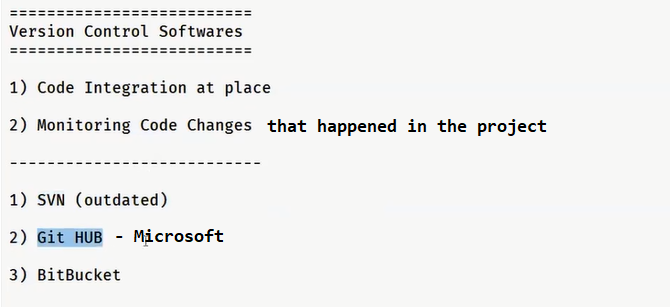 ==========================
Version Control Softwares
==========================
1) Code Integration at place
2) Monitoring Code Changes that happened in the project
---------------------------
1) SVN (outdated)
2) Git HUB - Microsoft
3) BitBucket